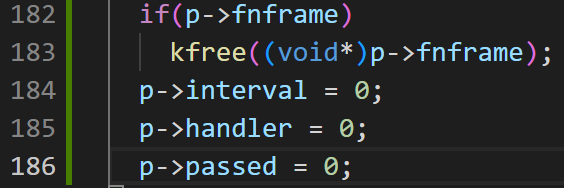 182 if(p->fnframe)
183 kfree((void*)p->fnframe);
184 p->interval = 0;
185 p->handler = 0;
186 p->passed = 0;